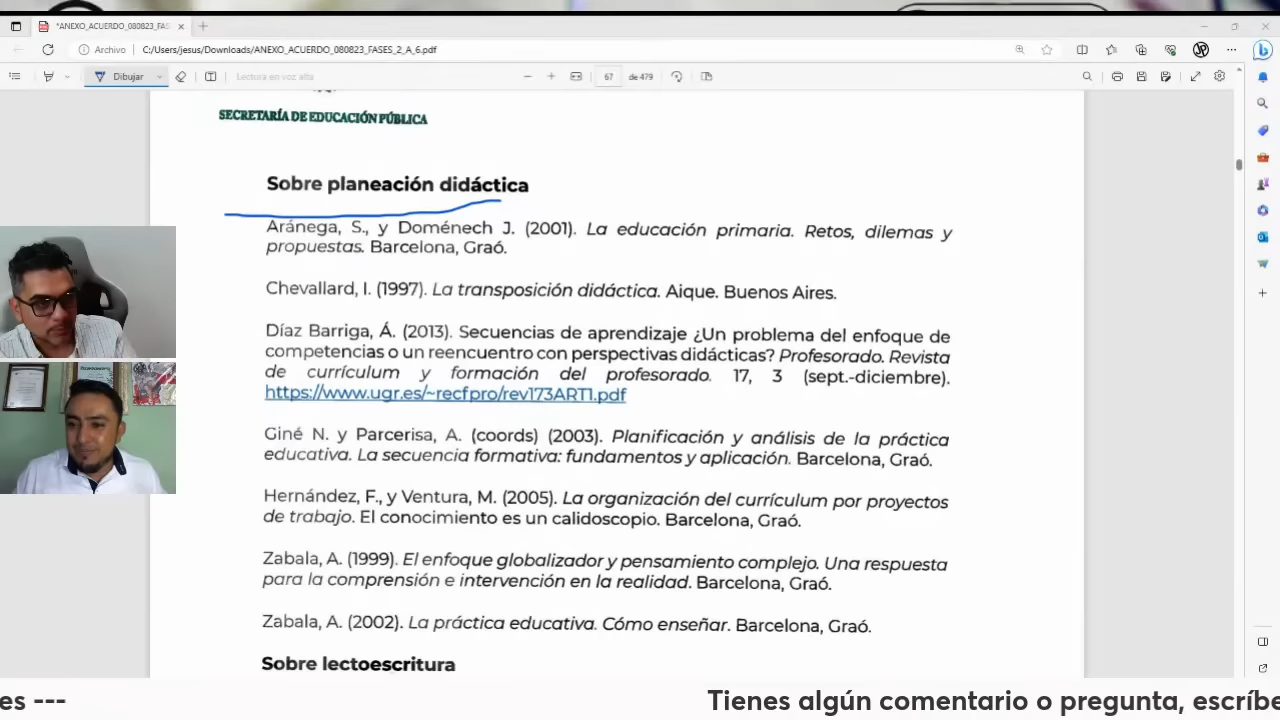 *ANEXO_ACUERDO_080823_FAS
Archivo C:/Users/jesus/Downloads/ANEXO_ACUERDO_080823_FASES_2_A_6.pdf
Dibujar Lectura en voz alta 67 de 479
SECRETARÍA DE EDUCACIÓN PÚBLICA
Sobre planeación didáctica
Aránega, S., y Doménech J. (2001). La educación primaria. Retos, dilemas y
propuestas. Barcelona, Graó.
Chevallard, I. (1997). La transposición didáctica. Aique. Buenos Aires.
Díaz Barriga, Á. (2013). Secuencias de aprendizaje ¿Un problema del enfoque de
competencias o un reencuentro con perspectivas didácticas? Profesorado. Revista
de currículum y formación del profesorado. 17, 3 (sept.-diciembre).
https://www.ugr.es/~recfpro/rev173ART1.pdf
Giné N. y Parcerisa, A. (coords) (2003). Planificación y análisis de la práctica
educativa. La secuencia formativa: fundamentos y aplicación. Barcelona, Graó.
Hernández, F., y Ventura, M. (2005). La organización del currículum por proyectos
de trabajo. El conocimiento es un calidoscopio. Barcelona, Graó.
Zabala, A. (1999). El enfoque globalizador y pensamiento complejo. Una respuesta
para la comprensión e intervención en la realidad. Barcelona, Graó.
Zabala, A. (2002). La práctica educativa. Cómo enseñar. Barcelona, Graó.
Sobre lectoescritura
es --- Tienes algún comentario o pregunta, escríbe